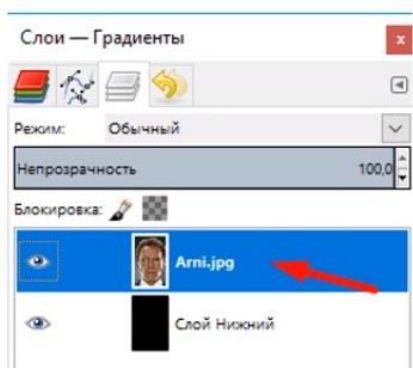 Слои — Градиенты
x
Режим: Обычный
Непрозрачность 100,0
Блокировка:
Arni.jpg
Слой Нижний